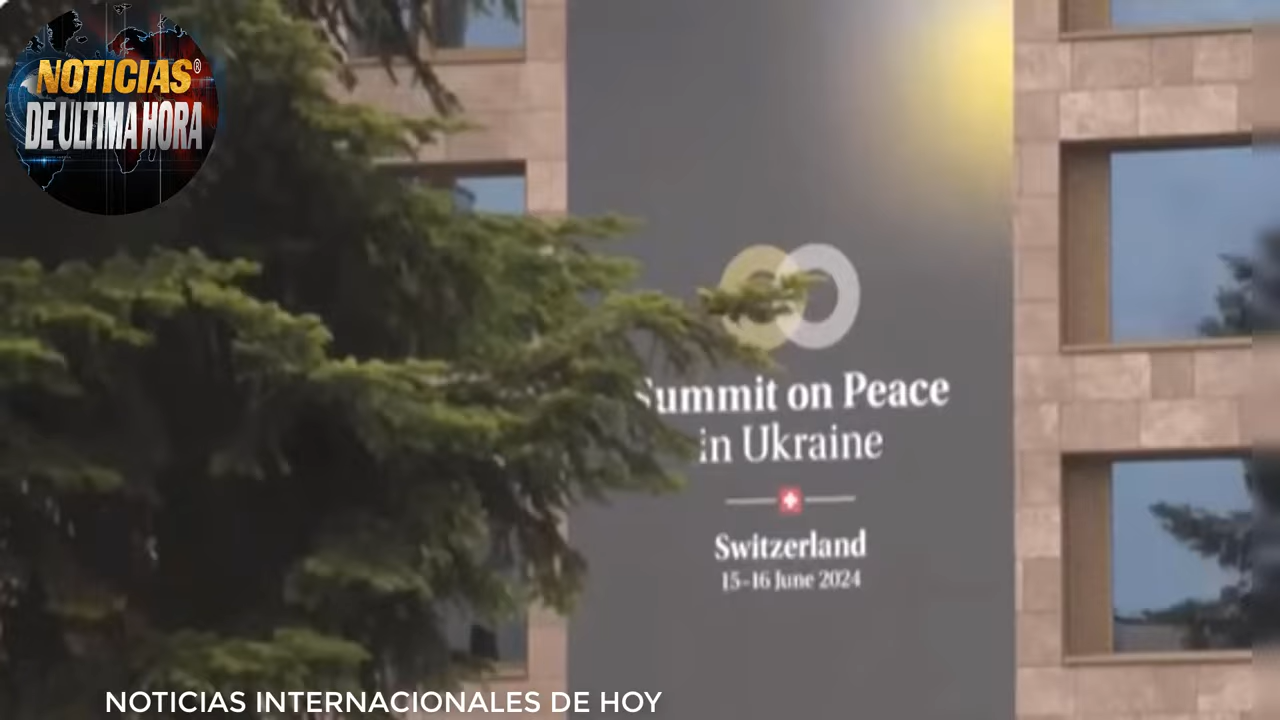 NOTICIAS®
DE ULTIMA HORA
Summit on Peace
in Ukraine
Switzerland
15–16 June 2024
NOTICIAS INTERNACIONALES DE HOY